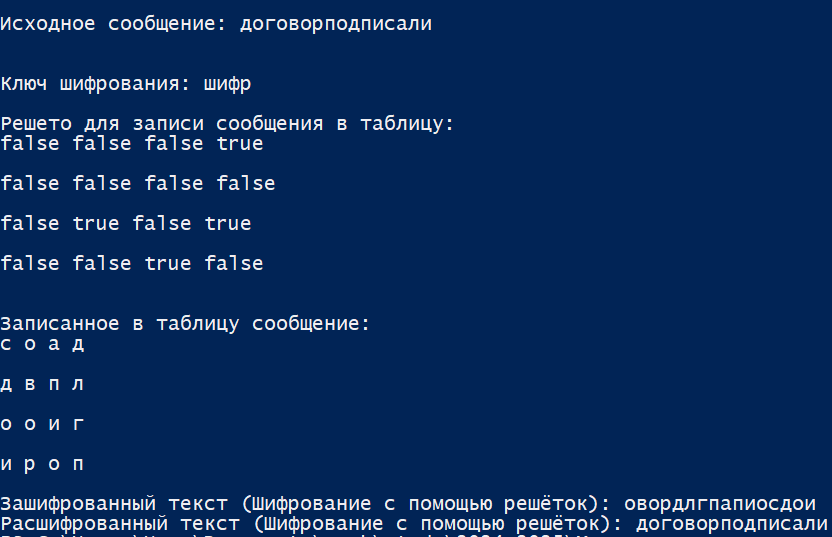 Исходное сообщение: договорподписали
Ключ шифрования: шифр
Решето для записи сообщения в таблицу:
false false false true
false false false false
false true false true
false false true false
Записанное в таблицу сообщение:
с о а д
д в п л
о о и г
и р о п
Зашифрованный текст (Шифрование с помощью решёток): овордлгпапиосдои
Расшифрованный текст (Шифрование с помощью решёток): договорподписали